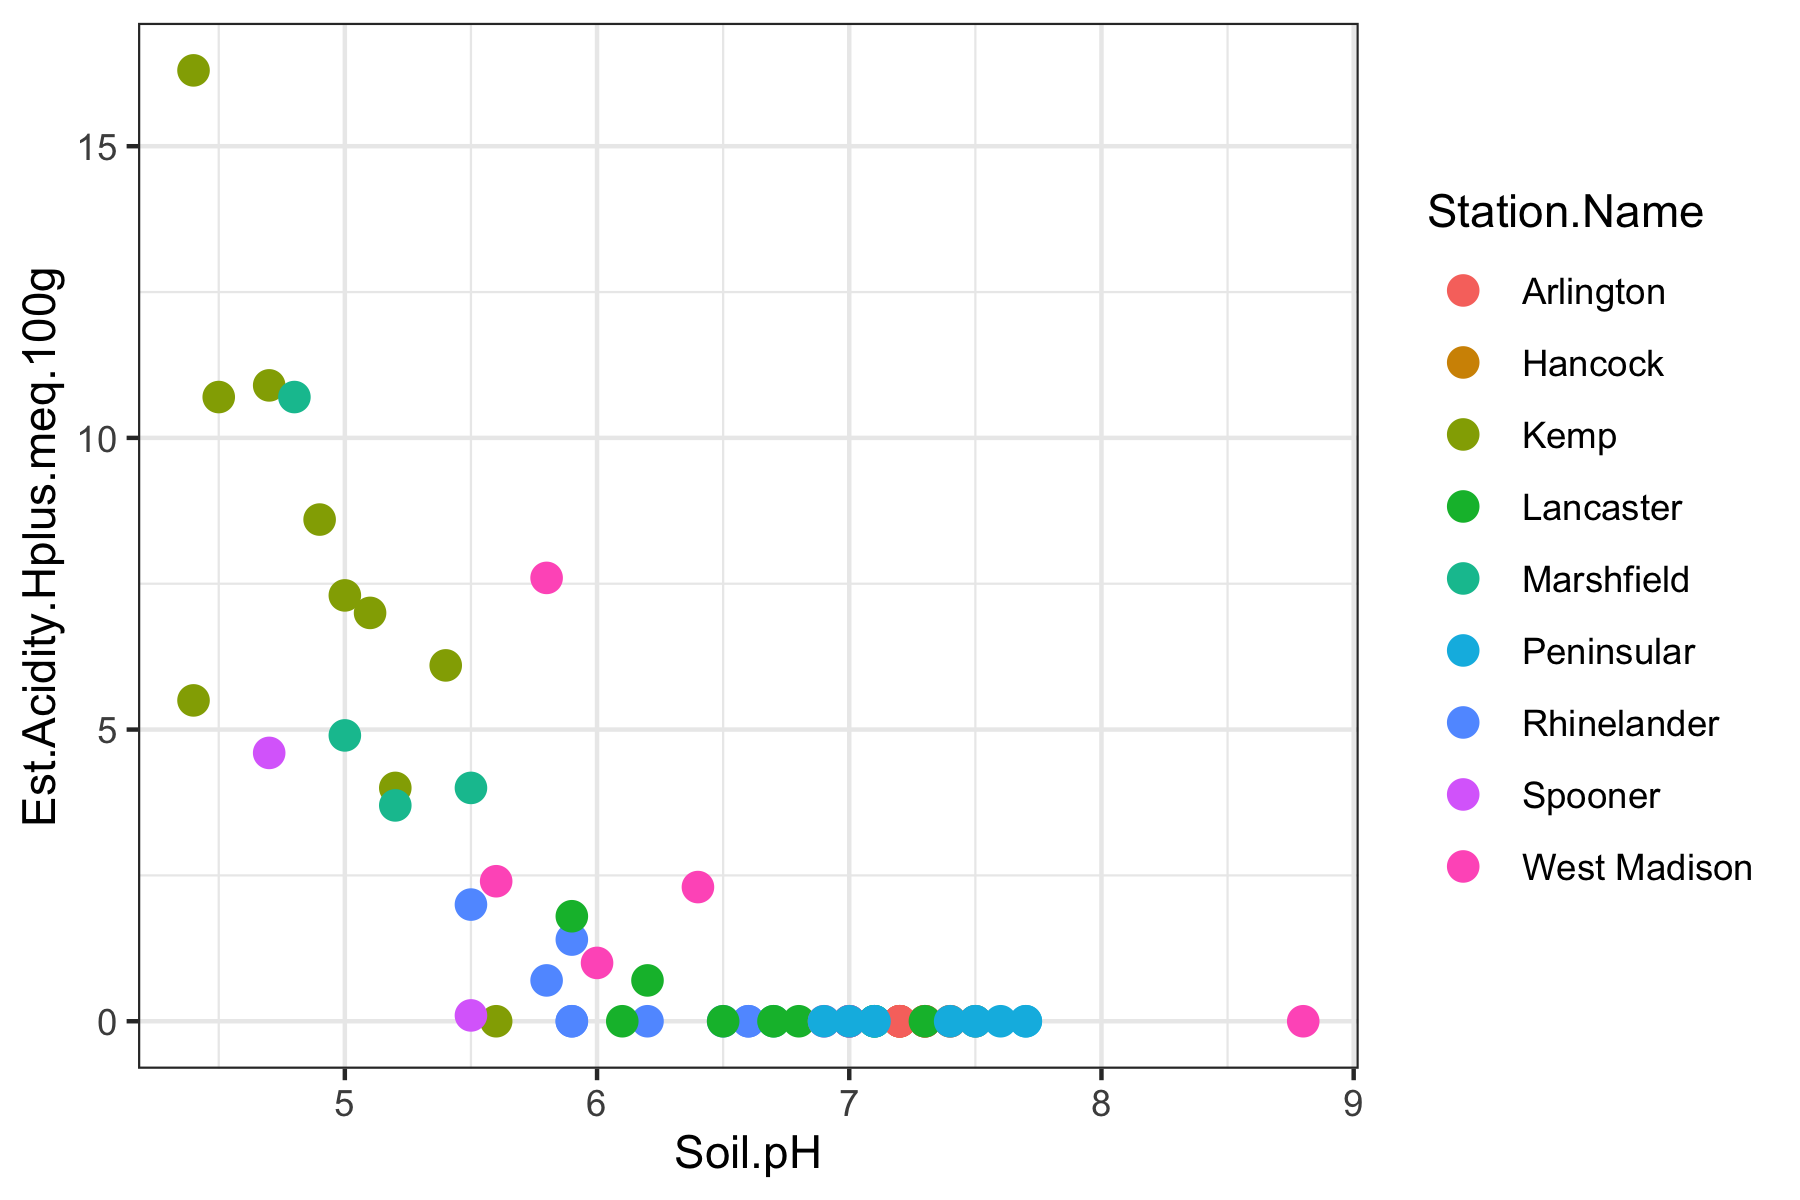 15
10
5
0
Est.Acidity.Hplus.meq.100g
5 6 7 8 9
Soil.pH
Station.Name
Arlington
Hancock
Kemp
Lancaster
Marshfield
Peninsular
Rhinelander
Spooner
West Madison